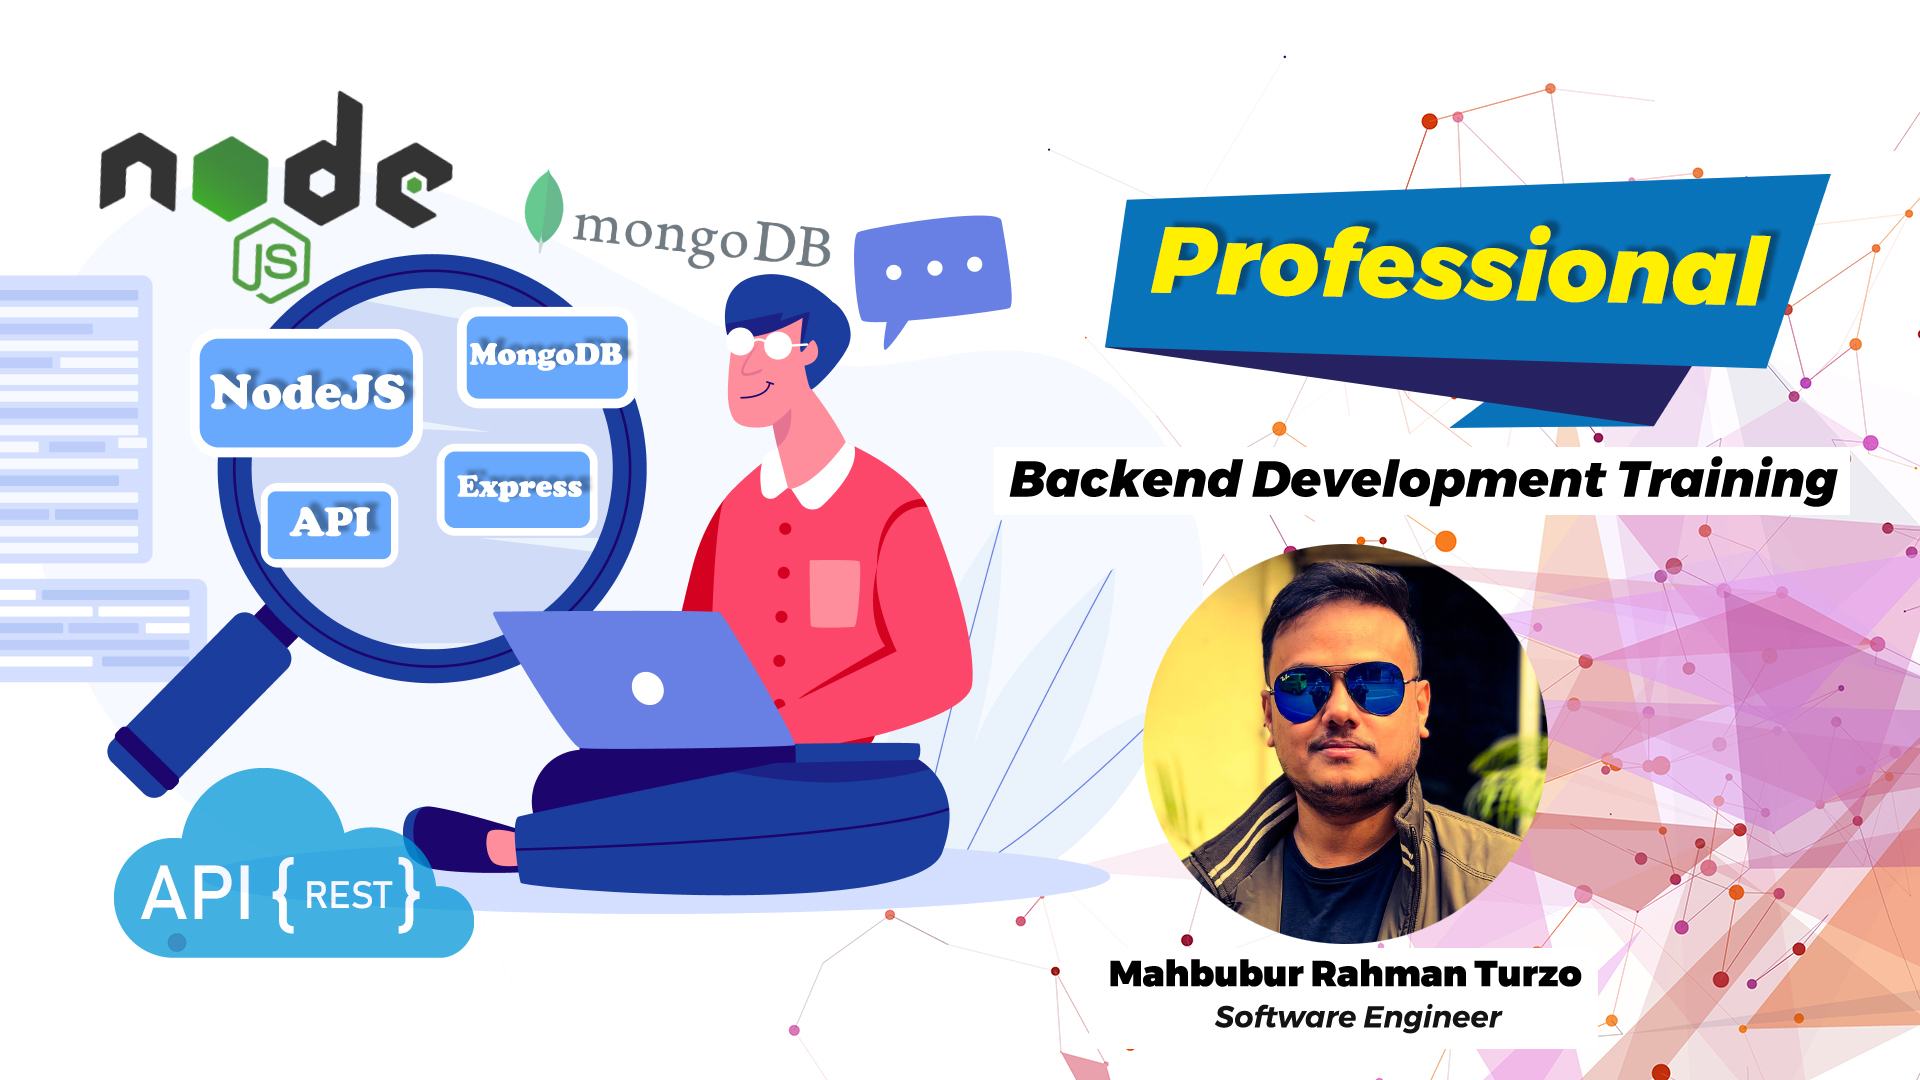 node
JS
mongoDB
NodeJS
MongoDB
Express
API
API {REST}
Professional
Backend Development Training
Mahbubur Rahman Turzo
Software Engineer